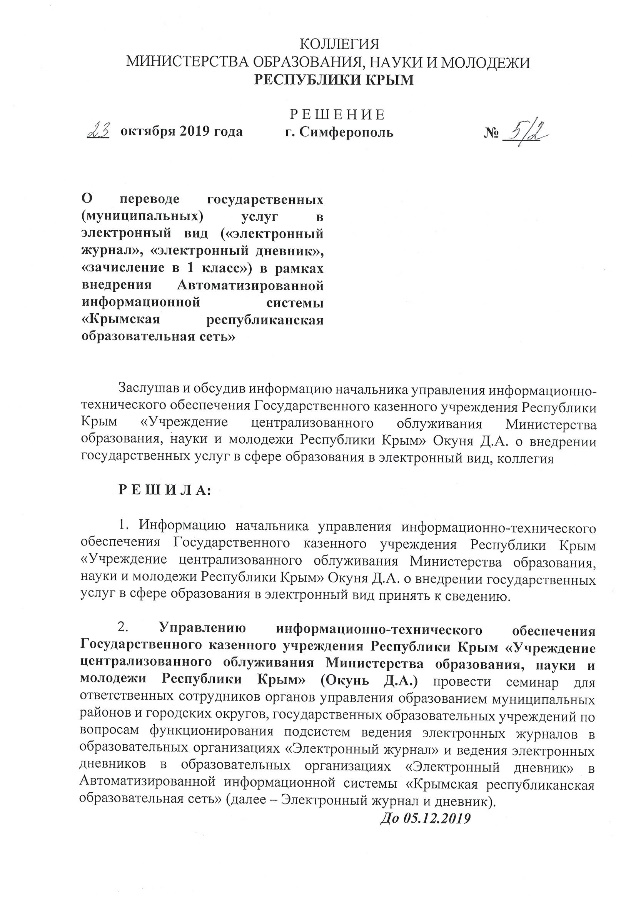 КОЛЛЕГИЯ
МИНИСТЕРСТВА ОБРАЗОВАНИЯ, НАУКИ И МОЛОДЕЖИ
РЕСПУБЛИКИ КРЫМ
Р Е Ш Е Н И Е
23 октября 2019 года г. Симферополь № 5/2
О переводе государственных
(муниципальных) услуг в
электронный вид («электронный
журнал», «электронный дневник»,
«зачисление в 1 класс») в рамках
внедрения Автоматизированной
информационной системы
«Крымская республиканская
образовательная сеть»
Заслушав и обсудив информацию начальника управления информационно-
технического обеспечения Государственного казенного учреждения Республики
Крым «Учреждение централизованного облуживания Министерства
образования, науки и молодежи Республики Крым» Окуня Д.А. о внедрении
государственных услуг в сфере образования в электронный вид, коллегия
Р Е Ш И Л А:
1. Информацию начальника управления информационно-технического
обеспечения Государственного казенного учреждения Республики Крым
«Учреждение централизованного облуживания Министерства образования,
науки и молодежи Республики Крым» Окуня Д.А. о внедрении государственных
услуг в сфере образования в электронный вид принять к сведению.
2. Управлению информационно-технического обеспечения
Государственного казенного учреждения Республики Крым «Учреждение
централизованного облуживания Министерства образования, науки и
молодежи Республики Крым» (Окунь Д.А.) провести семинар для
ответственных сотрудников органов управления образованием муниципальных
районов и городских округов, государственных образовательных учреждений по
вопросам функционирования подсистем ведения электронных журналов в
образовательных организациях «Электронный журнал» и ведения электронных
дневников в образовательных организациях «Электронный дневник» в
Автоматизированной информационной системы «Крымская республиканская
образовательная сеть» (далее – Электронный журнал и дневник).
До 05.12.2019